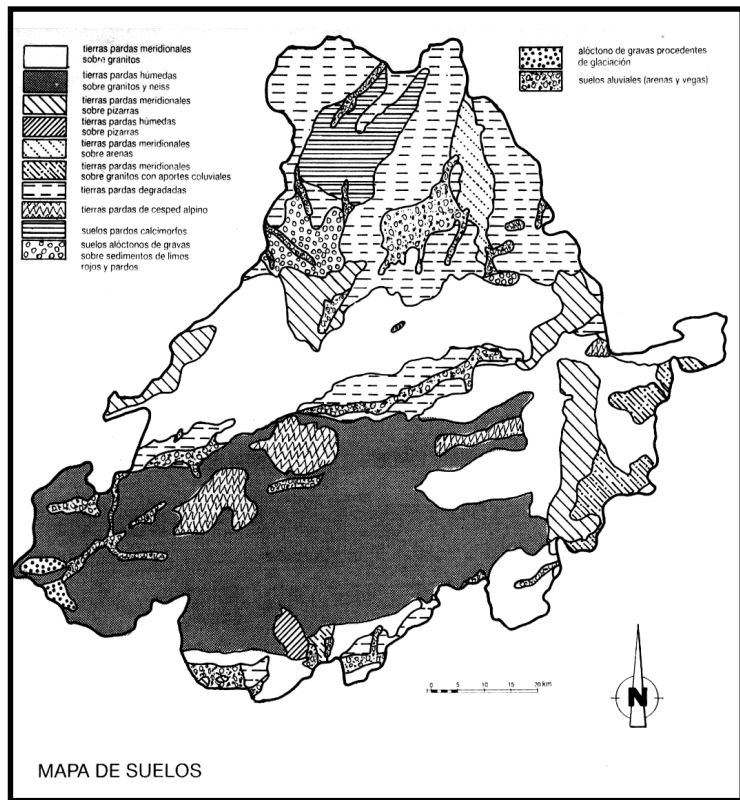 tierras pardas meridionales
sobre granitos
tierras pardas húmedas
sobre granitos y neiss
tierras pardas meridionales
sobre pizarras
tierras pardas húmedas
sobre pizarras
tierras pardas meridionales
sobre arenas
tierras pardas meridionales
sobre granitos con aportes coluviales
tierras pardas degradadas
tierras pardas de cesped alpino
suelos pardos calcimorfos
suelos alóctonos de gravas
sobre sedimentos de limos
rojos y pardos
alóctono de gravas procedentes
de glaciación
suelos aluviales (arenas y vegas)
0 5 10 15 20 km
N
MAPA DE SUELOS